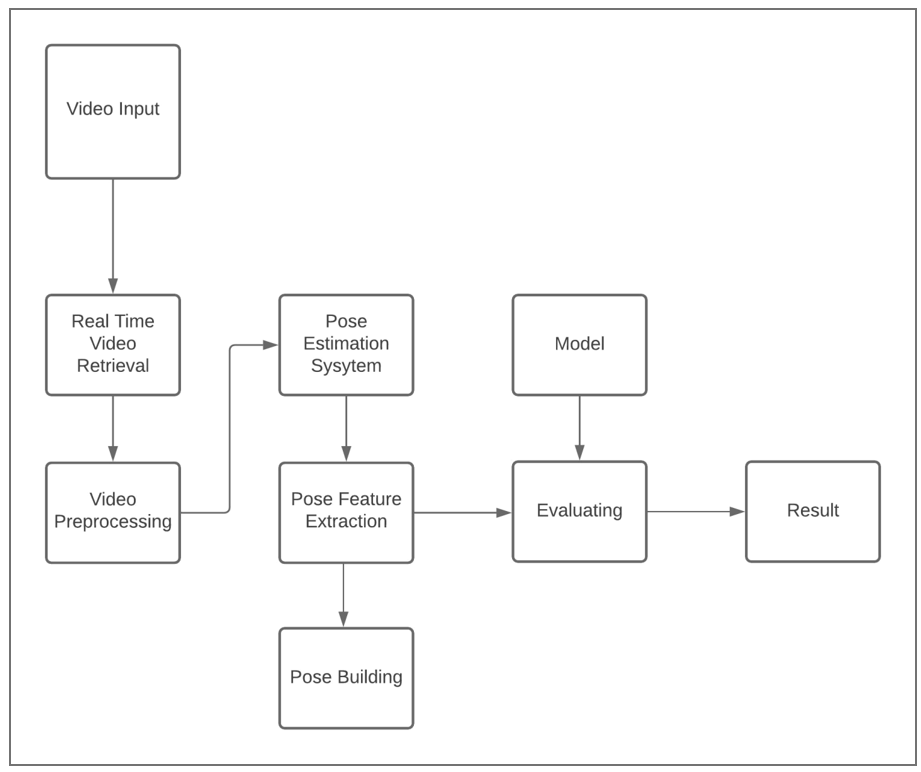 Video Input
Real Time
Video
Retrieval
Video
Preprocessing
Pose
Estimation
Sysytem
Pose Feature
Extraction
Pose Building
Model
Evaluating
Result